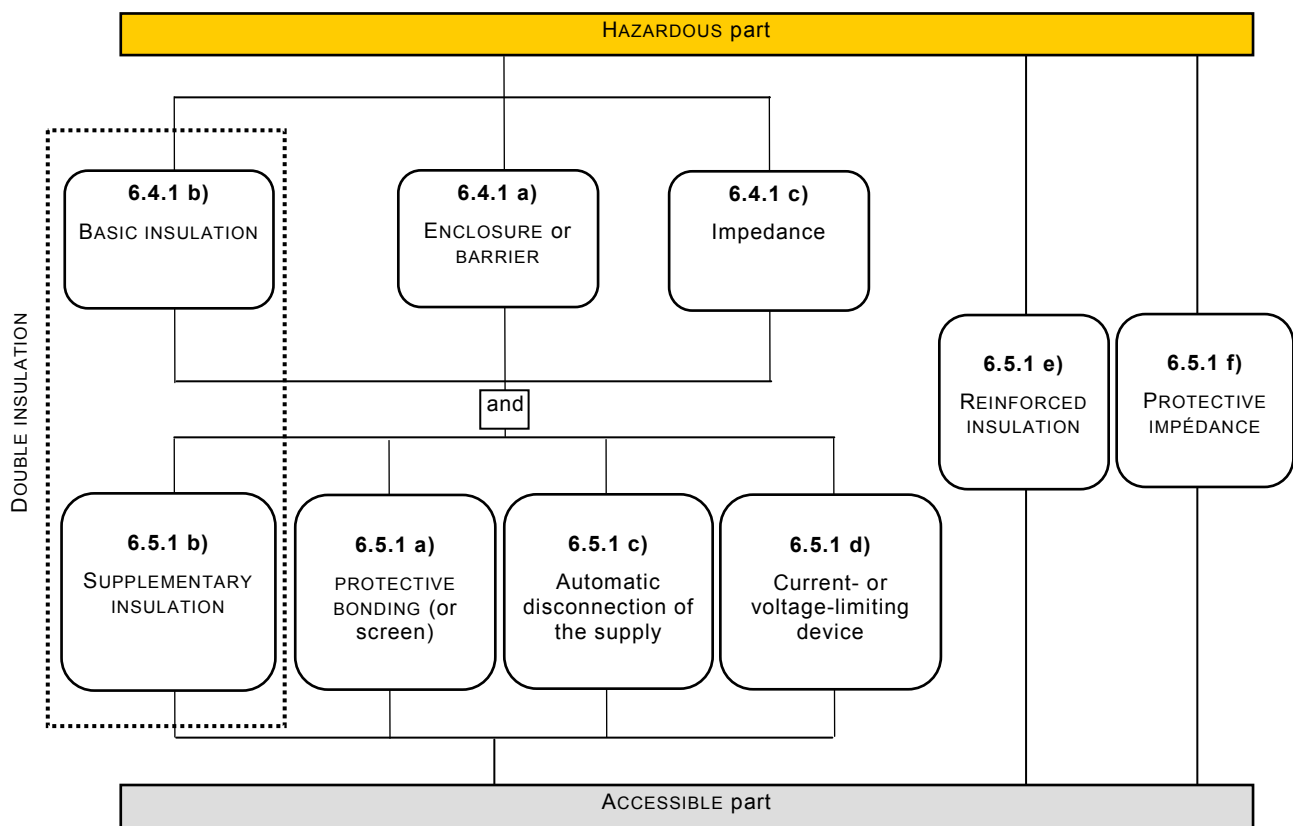 HAZARDOUS part
6.4.1 b)
BASIC INSULATION
6.4.1 a)
ENCLOSURE or
BARRIER
6.4.1 c)
Impedance
DOUBLE INSULATION
6.5.1 e)
REINFORCED
INSULATION
6.5.1 f)
PROTECTIVE
IMPÉDANCE
and
6.5.1 b)
SUPPLEMENTARY
INSULATION
6.5.1 a)
PROTECTIVE
BONDING (or
screen)
6.5.1 c)
Automatic
disconnection of
the supply
6.5.1 d)
Current- or
voltage-limiting
device
ACCESSIBLE part